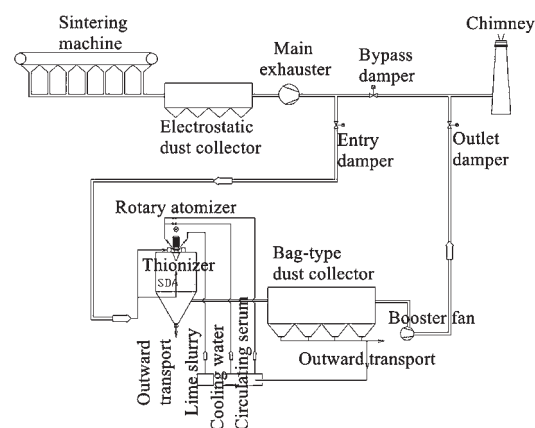 Sintering
machine
Chimney
Main
exhauster
Bypass
damper
Electrostatic
dust collector
Entry
damper
Outlet
damper
Rotary atomizer
Thionizer
SDA
Bag-type
dust collector
Booster fan
Outward transport
Outward
transport
Lime slurry
Cooling water
Circulating serum